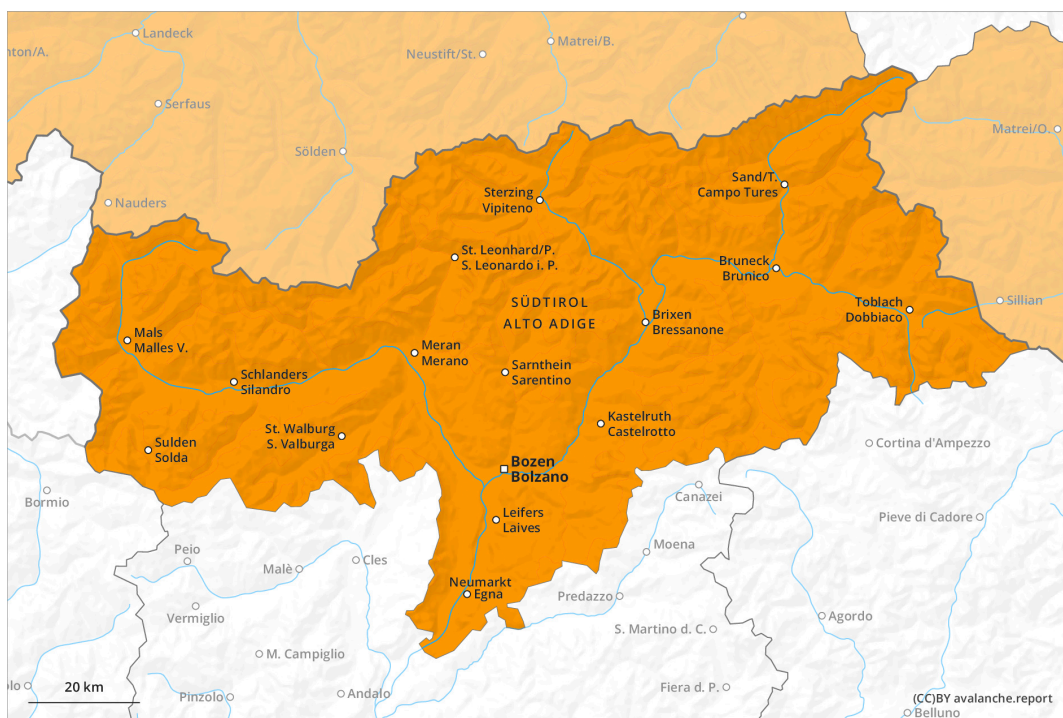 Landeck
nton/A.
Neustift/St.
Matrei/B.
Serfaus
Matrei/O.
Sölden
Sand/T.
Campo Tures
Sterzing
Vipiteno
Nauders
St. Leonhard/P.
S. Leonardo i. P.
Bruneck
Brunico
SÜDTIROL
ALTO ADIGE
Toblach
Dobbiaco
Sillian
Brixen
Bressanone
Mals
Malles V.
Meran
Merano
Sarnthein
Sarentino
Schlanders
Silandro
Kastelruth
Castelrotto
St. Walburg
S. Valburga
Sulden
Solda
Cortina d'Ampezzo
Bozen
Bolzano
Bormio
Canazei
Leifers
Laives
Pieve di Cadore
Peio
Moena
Cles
Malè
Neumarkt
Egna
Predazzo
Vermiglio
Agordo
S. Martino d. C.
M. Campiglio
olo
20 km
Pinzolo
Andalo
Fiera d. P.
(CC)BY avalanche.report
Belluno